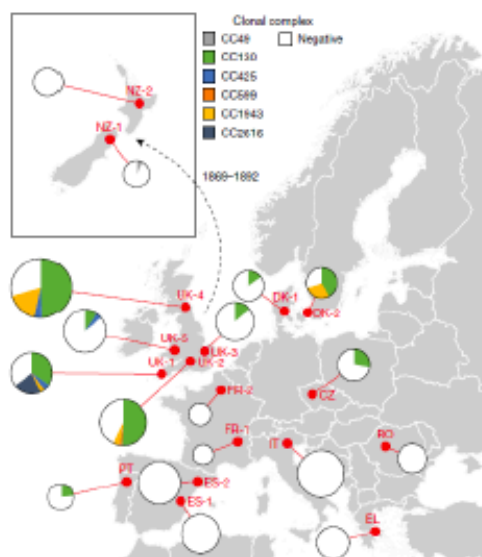 Clonal complex
CC49
Negative
CC130
CC425
CC599
CC1943
CC2616
NZ-2
NZ-1
1869–1892
UK-4
DK-1
DK-2
UK-5
UK-3
UK-1
UK-2
FR-2
CZ
FR-1
IT
RO
PT
ES-2
ES-1
EL